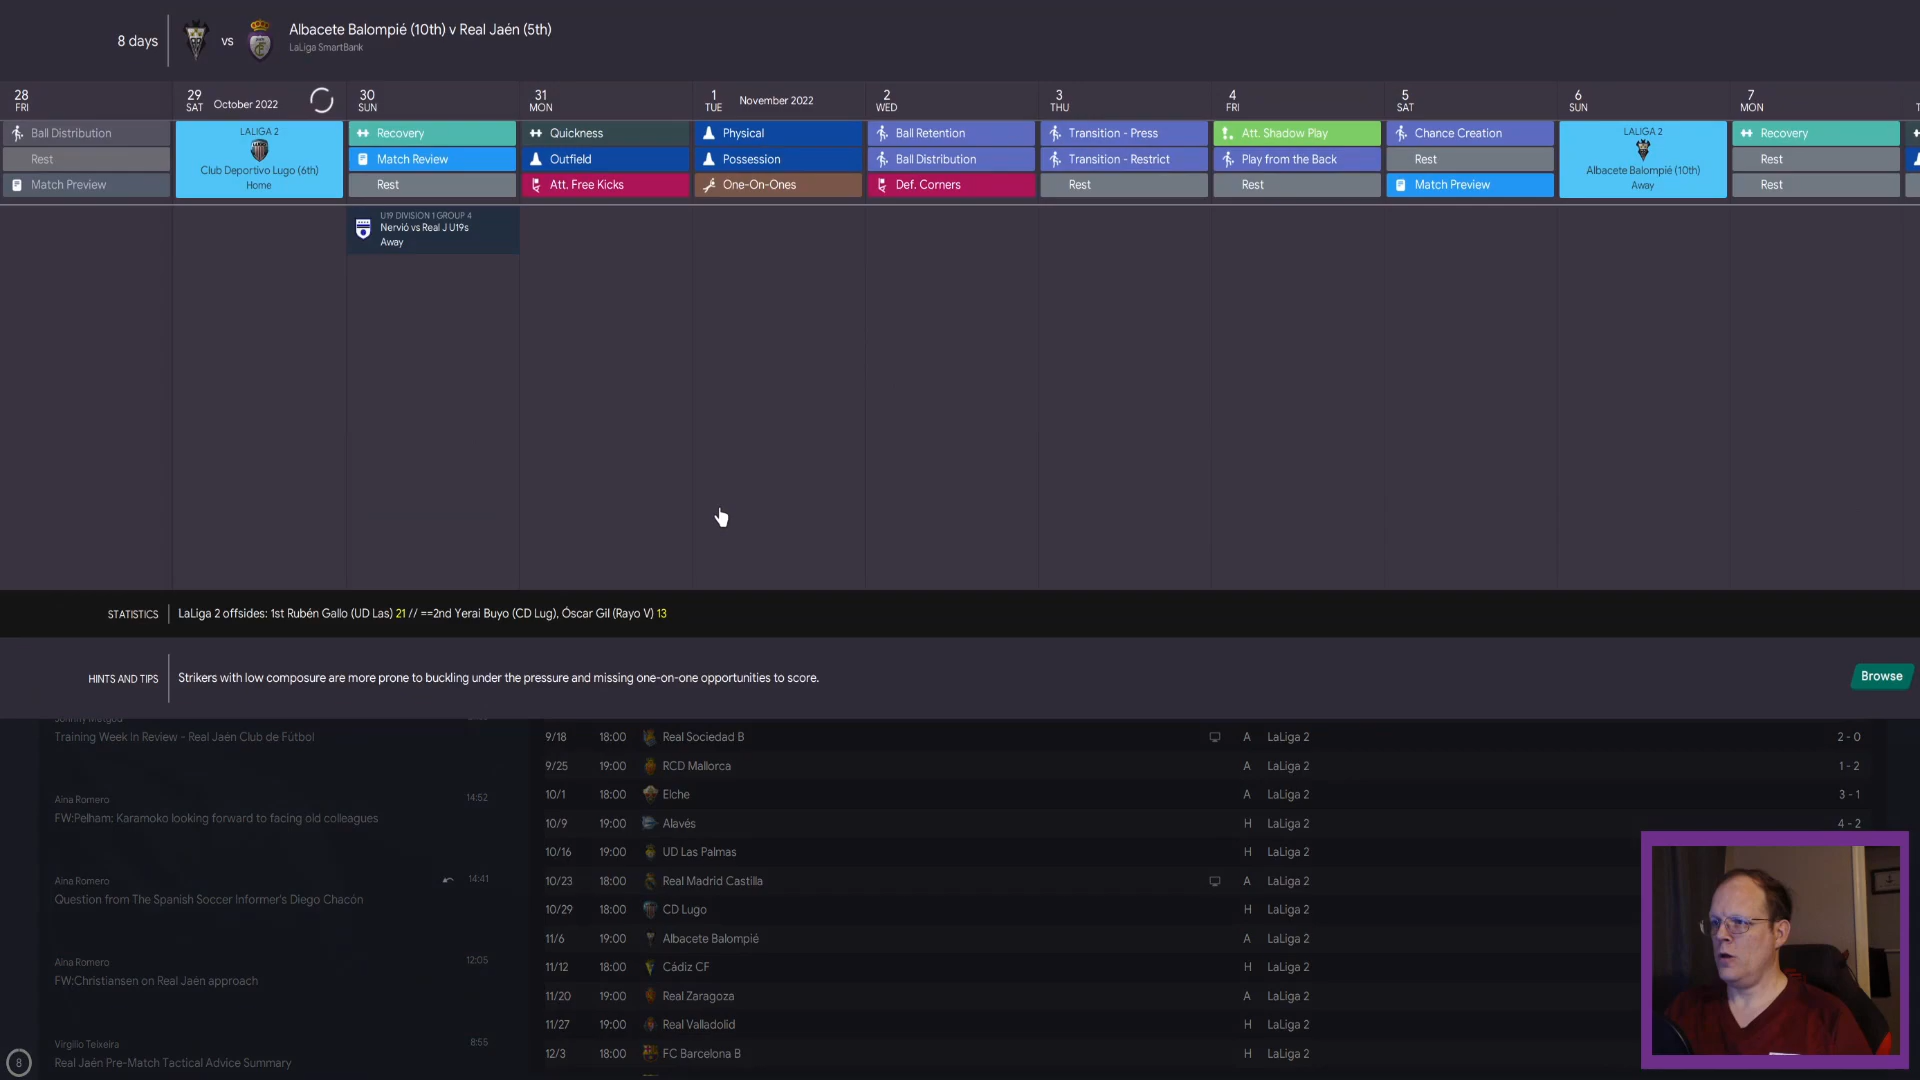 8 days
vs
Albacete Balompié (10th) v Real Jaén (5th)
LaLiga SmartBank
28 FRI
29 SAT October 2022
30 SUN
31 MON
1 TUE November 2022
2 WED
3 THU
4 FRI
5 SAT
6 SUN
7 MON
Ball Distribution
Rest
Match Preview
LALIGA 2
Club Deportivo Lugo (6th)
Home
Recovery
Match Review
Rest
Quickness
Outfield
Att. Free Kicks
Physical
Possession
One-On-Ones
Ball Retention
Ball Distribution
Def. Corners
Transition - Press
Transition - Restrict
Rest
Att. Shadow Play
Play from the Back
Rest
Chance Creation
Rest
Match Preview
LALIGA 2
Albacete Balompié (10th)
Away
Recovery
Rest
Rest
U19 DIVISION 1 GROUP 4
Nervió vs Real J U19s
Away
STATISTICS LaLiga 2 offsides: 1st Rubén Gallo (UD Las) 21 // ==2nd Yerai Buyo (CD Lug), Óscar Gil (Rayo V) 13
HINTS AND TIPS Strikers with low composure are more prone to buckling under the pressure and missing one-on-one opportunities to score.
Browse
Training Week In Review - Real Jaén Club de Fútbol
Aina Romero 14:52
FW:Pelham: Karamoko looking forward to facing old colleagues
Aina Romero 14:41
Question from The Spanish Soccer Informer's Diego Chacón
Aina Romero 12:05
FW:Christiansen on Real Jaén approach
Virgilio Teixeira 8:55
Real Jaén Pre-Match Tactical Advice Summary
8
9/18 18:00 Real Sociedad B A LaLiga 2 2 - 0
9/25 19:00 RCD Mallorca A LaLiga 2 1 - 2
10/1 18:00 Elche A LaLiga 2 3 - 1
10/9 19:00 Alavés H LaLiga 2 4 - 2
10/16 19:00 UD Las Palmas H LaLiga 2
10/23 18:00 Real Madrid Castilla A LaLiga 2
10/29 18:00 CD Lugo H LaLiga 2
11/6 19:00 Albacete Balompié A LaLiga 2
11/12 18:00 Cádiz CF H LaLiga 2
11/20 19:00 Real Zaragoza A LaLiga 2
11/27 19:00 Real Valladolid H LaLiga 2
12/3 18:00 FC Barcelona B H LaLiga 2